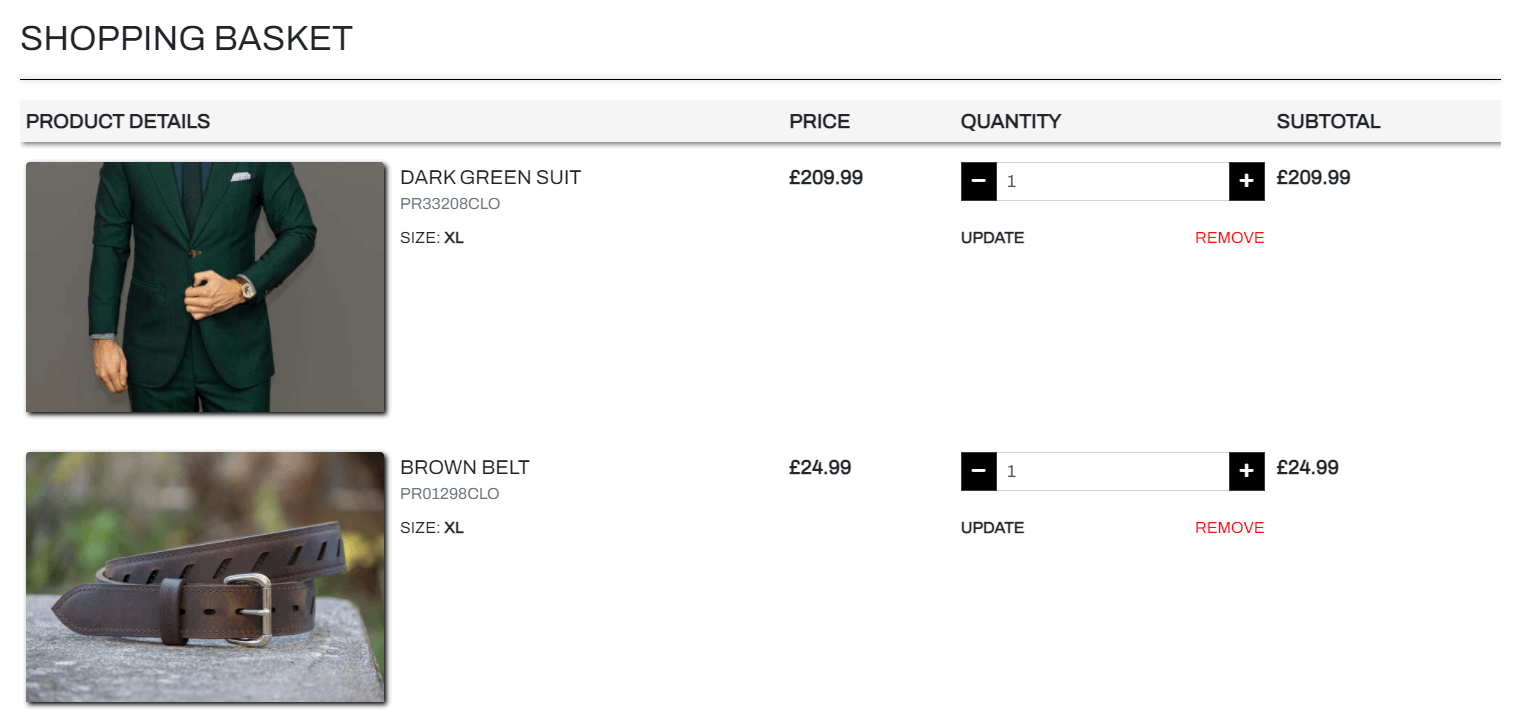 SHOPPING BASKET
PRODUCT DETAILS PRICE QUANTITY SUBTOTAL
DARK GREEN SUIT £209.99 − 1 + £209.99
PR33208CLO
SIZE: XL UPDATE REMOVE
BROWN BELT £24.99 − 1 + £24.99
PR01298CLO
SIZE: XL UPDATE REMOVE